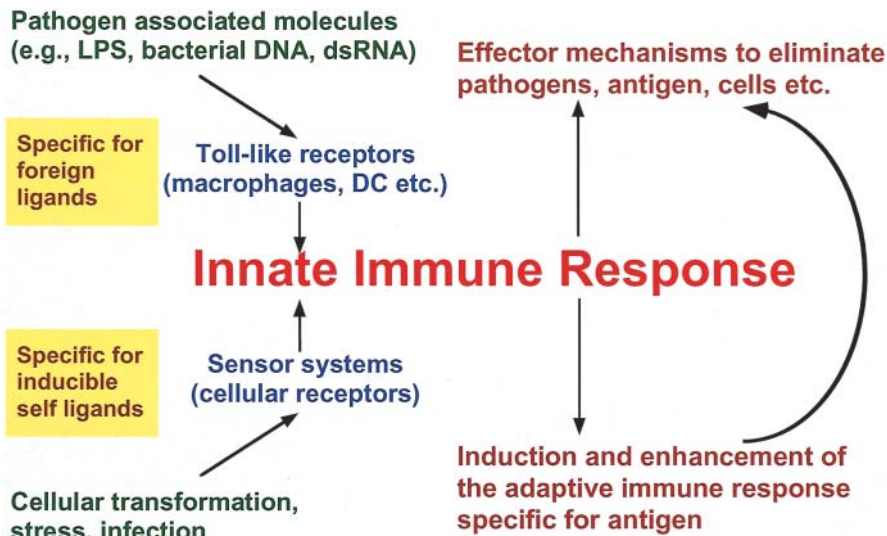 Pathogen associated molecules
(e.g., LPS, bacterial DNA, dsRNA)
Effector mechanisms to eliminate
pathogens, antigen, cells etc.
Specific for
foreign
ligands
Toll-like receptors
(macrophages, DC etc.)
Innate Immune Response
Specific for
inducible
self ligands
Sensor systems
(cellular receptors)
Induction and enhancement of
the adaptive immune response
specific for antigen
Cellular transformation,
stress, infection